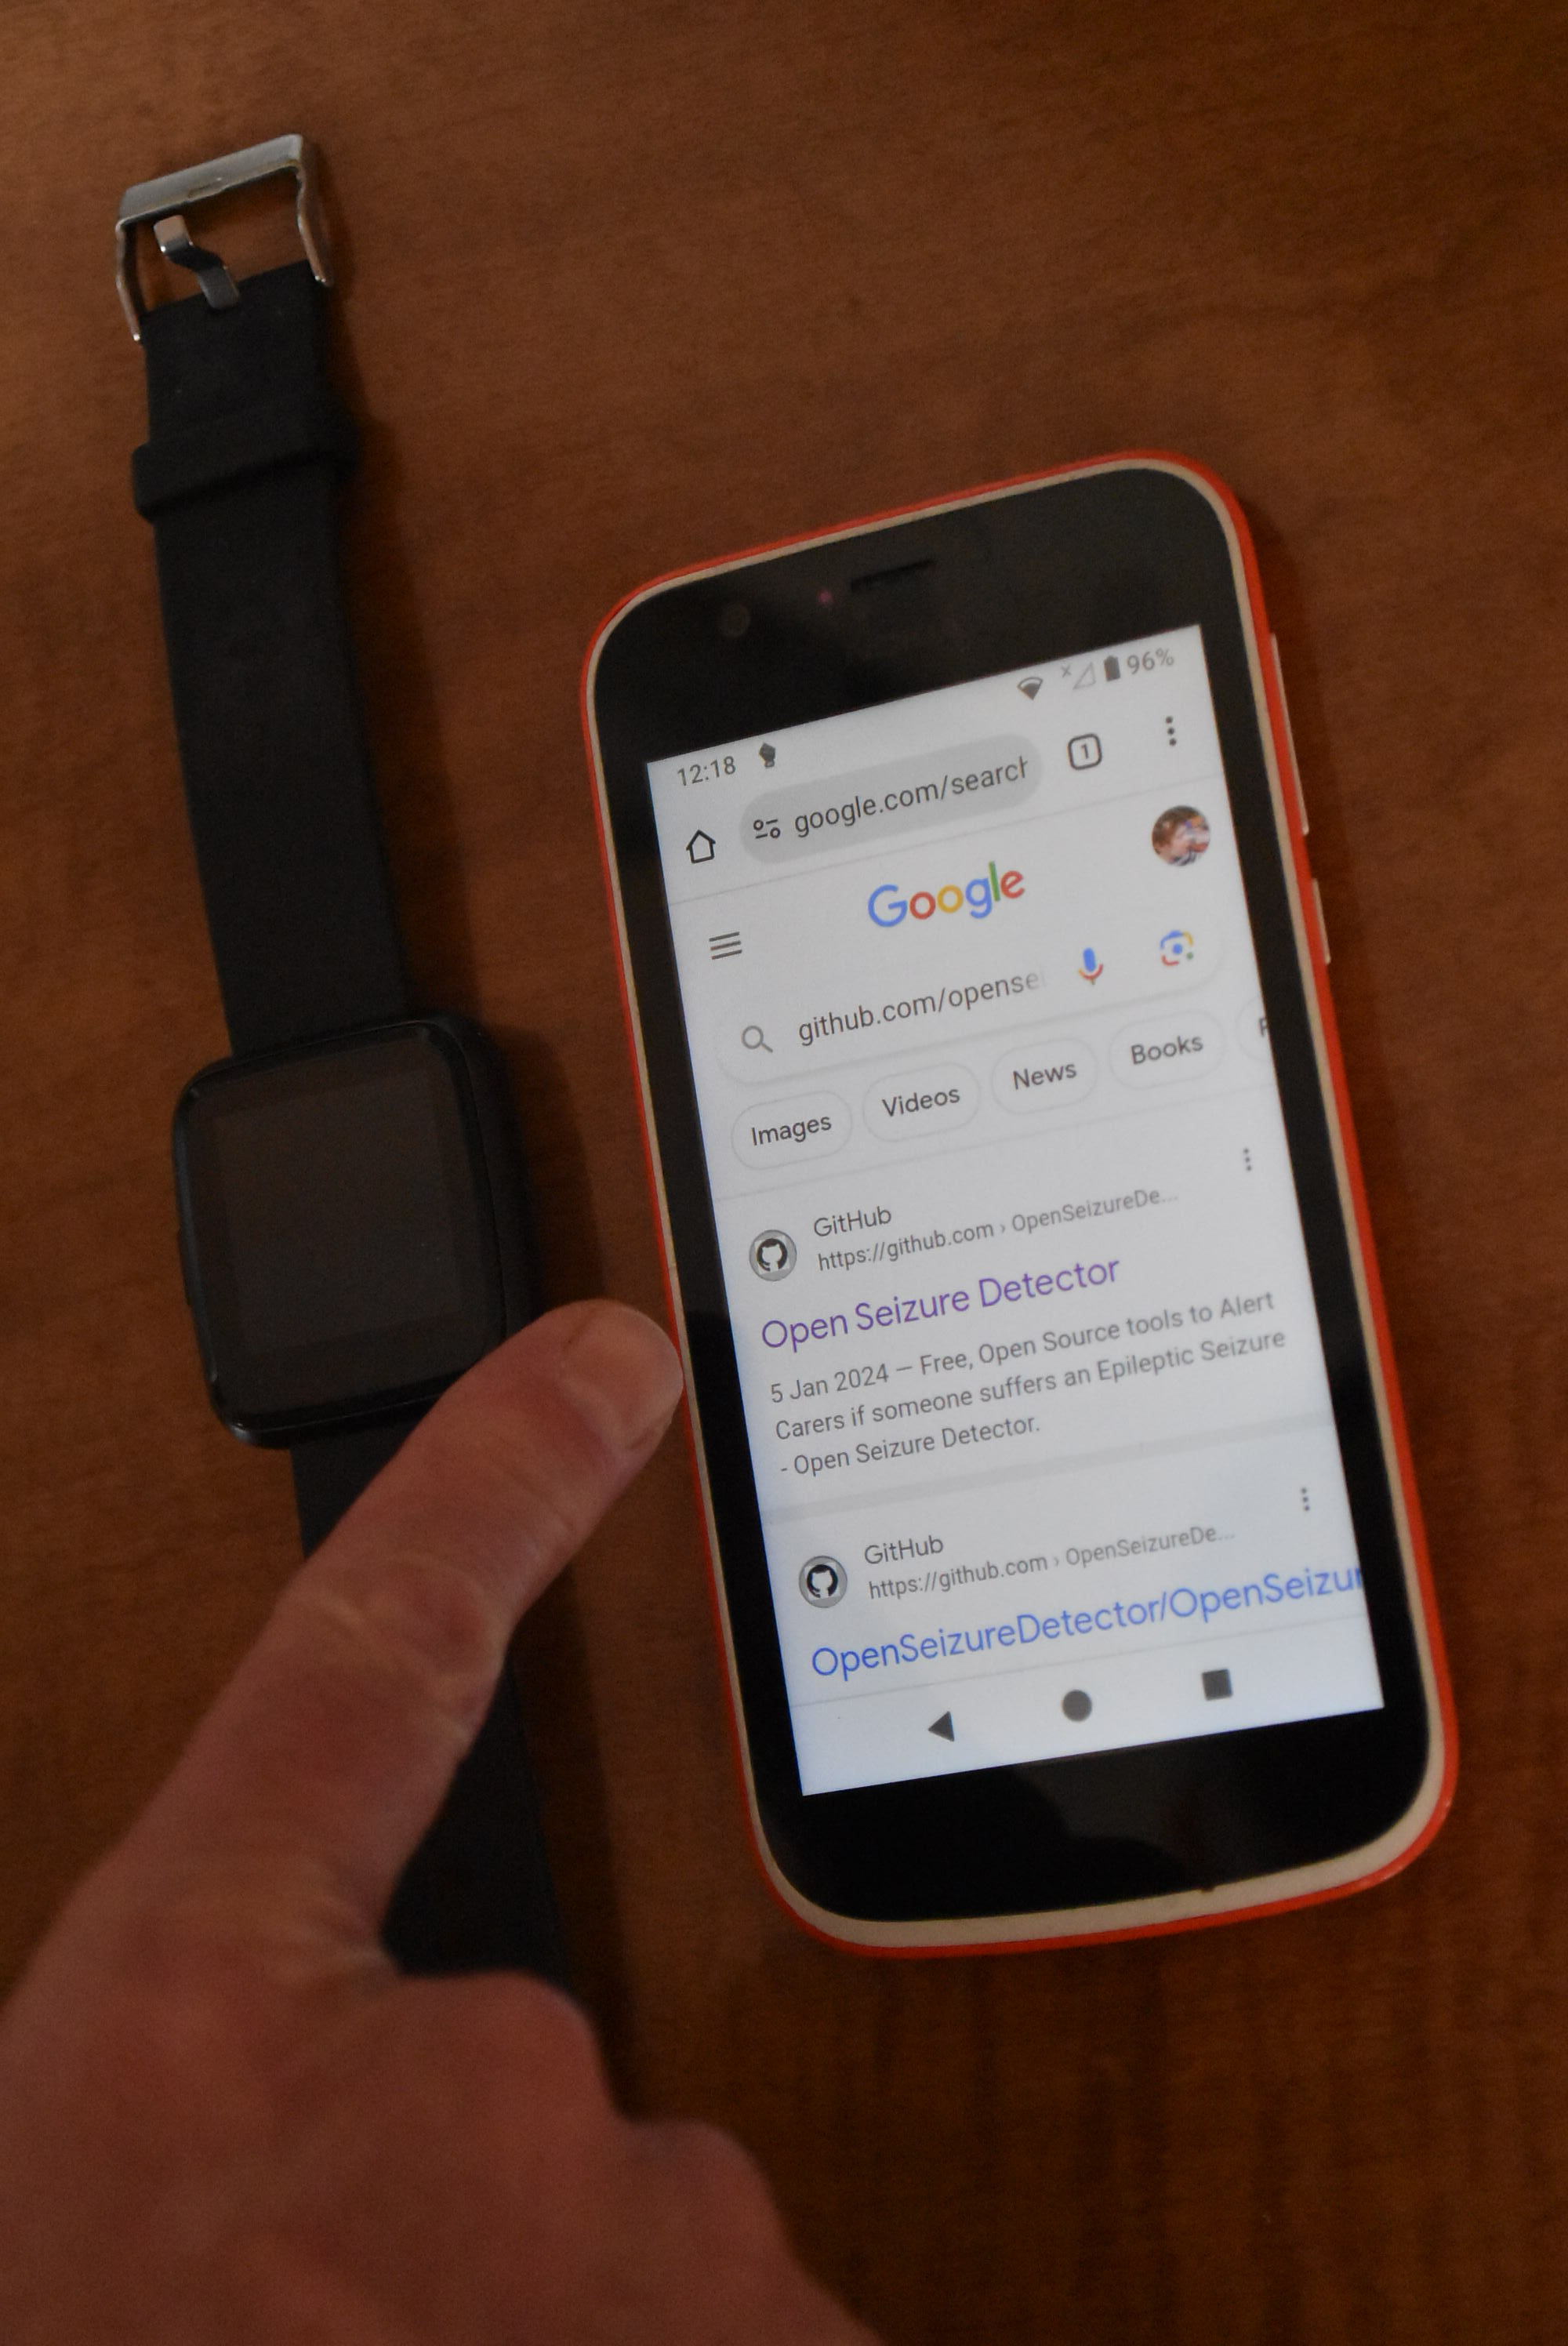 12:18 96%
google.com/search
1
Google
github.com/opense
Images Videos News Books
GitHub
https://github.com › OpenSeizureDe...
Open Seizure Detector
5 Jan 2024 — Free, Open Source tools to Alert
Carers if someone suffers an Epileptic Seizure
- Open Seizure Detector.
GitHub
https://github.com › OpenSeizureDe...
OpenSeizureDetector/OpenSeizur